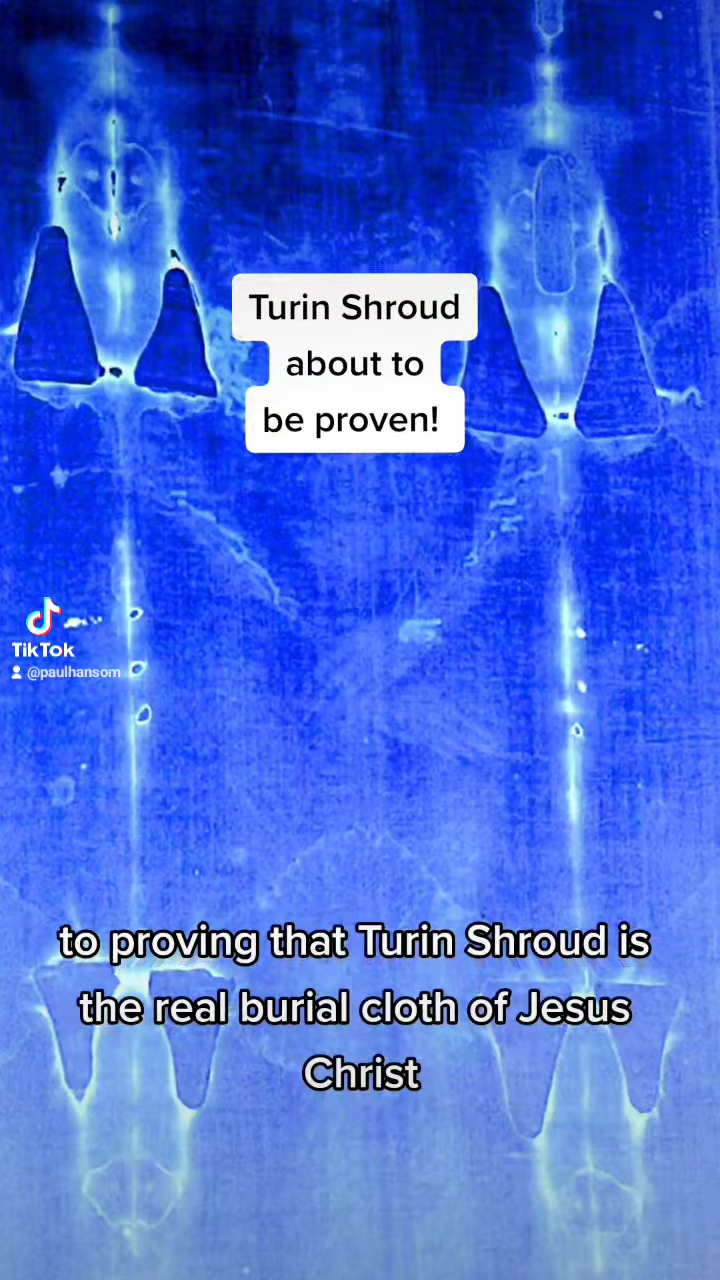 Turin Shroud
about to
be proven!
TikTok
@paulhansom
to proving that Turin Shroud is
the real burial cloth of Jesus
Christ